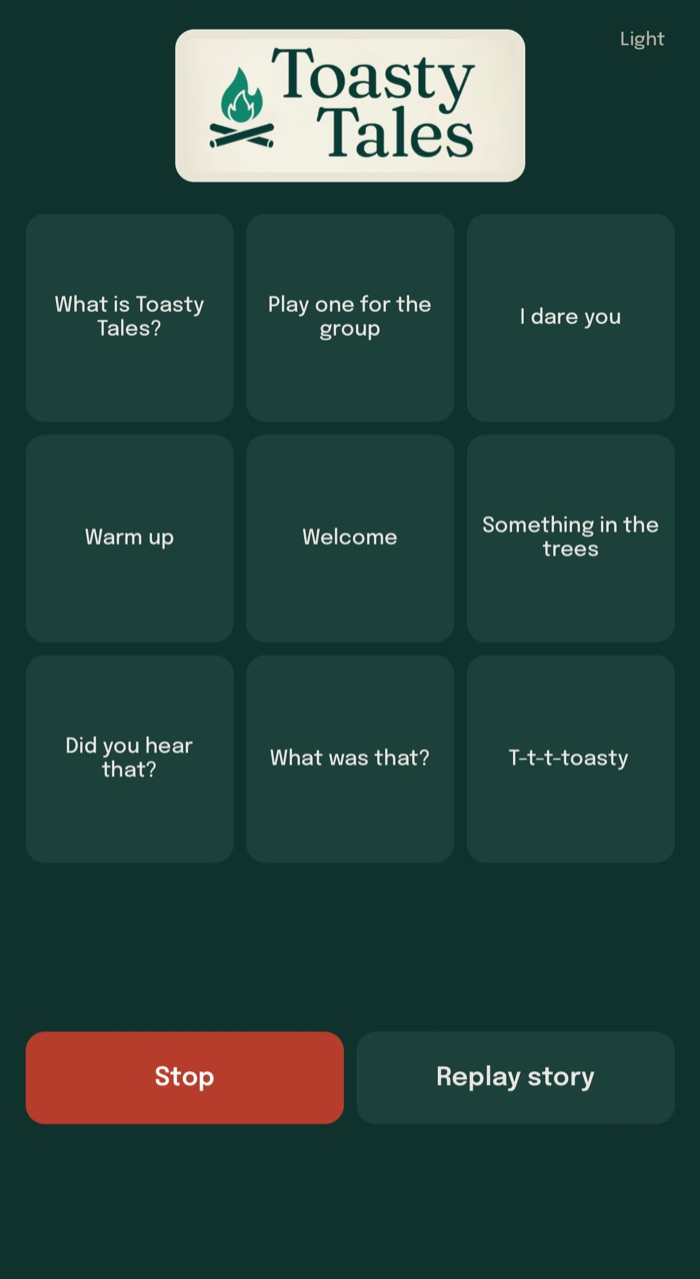 Light
Toasty
Tales
What is Toasty
Tales?
Play one for the
group
I dare you
Warm up
Welcome
Something in the
trees
Did you hear
that?
What was that?
T-t-t-toasty
Stop
Replay story